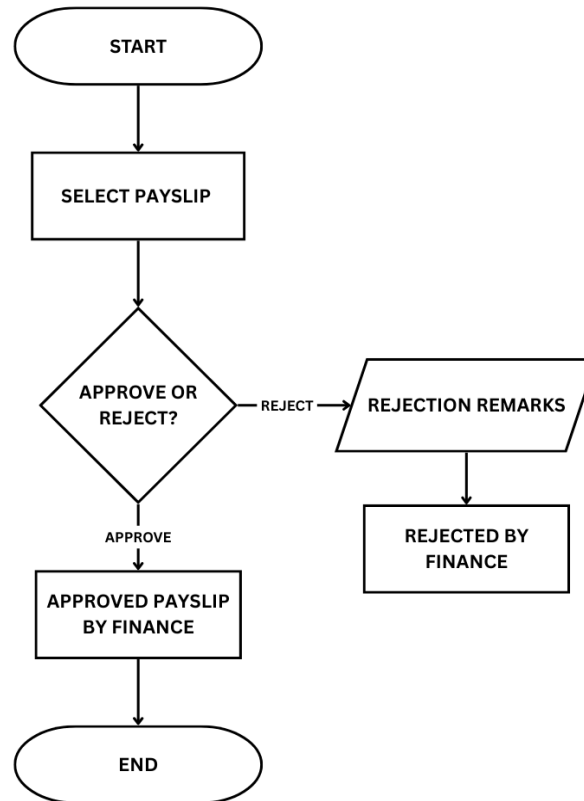 START
SELECT PAYSLIP
APPROVE OR
REJECT?
REJECT
REJECTION REMARKS
REJECTED BY
FINANCE
APPROVE
APPROVED PAYSLIP
BY FINANCE
END